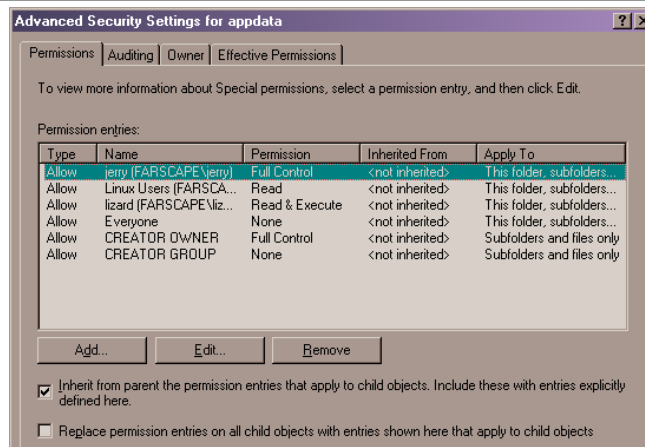 Advanced Security Settings for appdata
Permissions Auditing Owner Effective Permissions
To view more information about Special permissions, select a permission entry, and then click Edit.
Permission entries:
Type Name Permission Inherited From Apply To
Allow jerry (FARSCAPE\jerry) Full Control <not inherited> This folder, subfolders...
Allow Linux Users (FARSCA... Read <not inherited> This folder, subfolders...
Allow lizard (FARSCAPE\liz... Read & Execute <not inherited> This folder, subfolders...
Allow Everyone None <not inherited> This folder, subfolders...
Allow CREATOR OWNER Full Control <not inherited> Subfolders and files only
Allow CREATOR GROUP None <not inherited> Subfolders and files only
Add... Edit... Remove
Inherit from parent the permission entries that apply to child objects. Include these with entries explicitly
defined here.
Replace permission entries on all child objects with entries shown here that apply to child objects